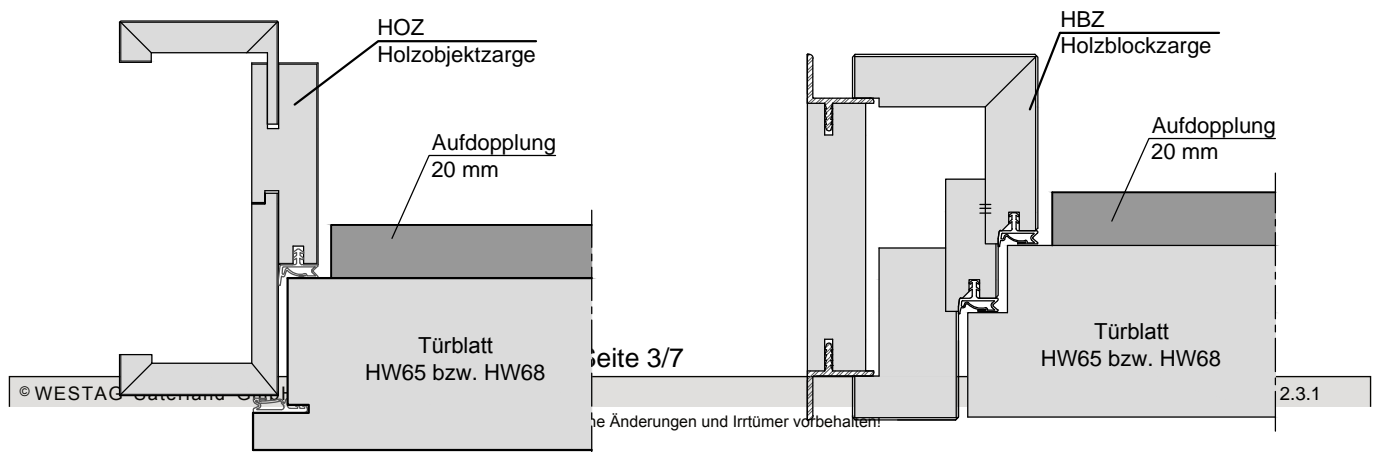 HOZ
Holzobjektzarge
Aufdopplung
20 mm
Türblatt
HW65 bzw. HW68
HBZ
Holzblockzarge
Aufdopplung
20 mm
Türblatt
HW65 bzw. HW68
Seite 3/7
© WESTAG
2.3.1
Änderungen und Irrtümer vorbehalten!